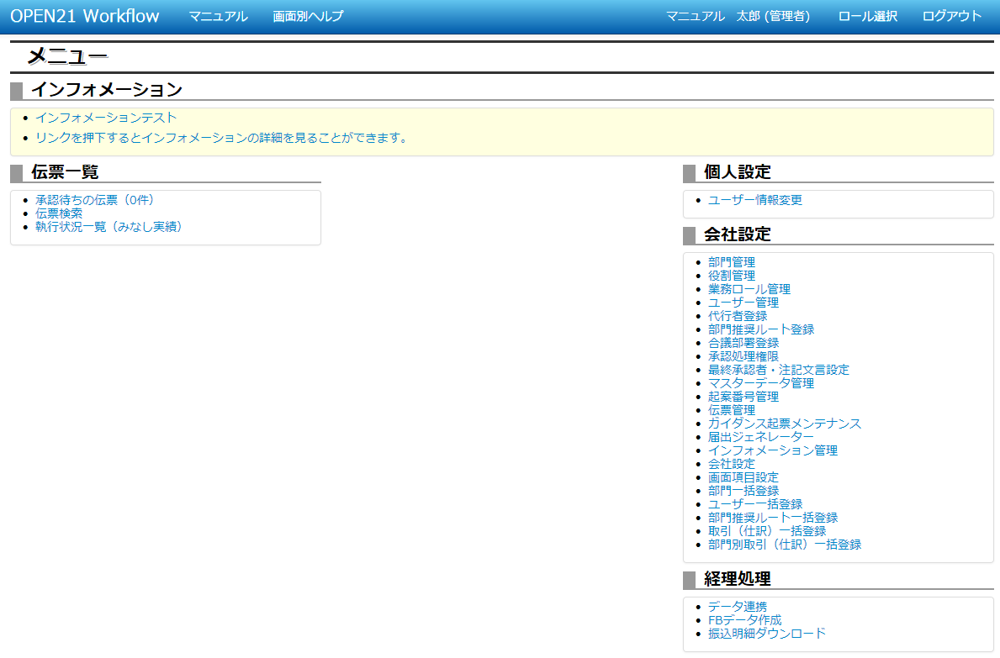 OPEN21 Workflow マニュアル 画面別ヘルプ マニュアル 太郎 (管理者) ロール選択 ログアウト
メニュー
インフォメーション
インフォメーションテスト
リンクを押下するとインフォメーションの詳細を見ることができます。
伝票一覧
承認待ちの伝票（0件）
伝票検索
執行状況一覧（みなし実績）
個人設定
ユーザー情報変更
会社設定
部門管理
役割管理
業務ロール管理
ユーザー管理
代行者登録
部門推奨ルート登録
合議部署登録
承認処理権限
最終承認者・注記文言設定
マスターデータ管理
起案番号管理
伝票管理
ガイダンス起票メンテナンス
届出ジェネレーター
インフォメーション管理
会社設定
画面項目設定
部門一括登録
ユーザー一括登録
部門推奨ルート一括登録
取引（仕訳）一括登録
部門別取引（仕訳）一括登録
経理処理
データ連携
FBデータ作成
振込明細ダウンロード